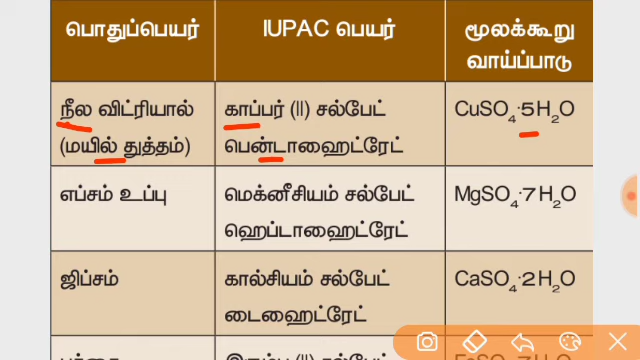 பொதுப்பெயர் IUPAC பெயர் மூலக்கூறு வாய்ப்பாடு
நீல விட்ரியால் (மயில் துத்தம்) காப்பர் (II) சல்பேட் பென்டாஹைட்ரேட் CuSO₄·5H₂O
எப்சம் உப்பு மெக்னீசியம் சல்பேட் ஹெப்டாஹைட்ரேட் MgSO₄·7H₂O
ஜிப்சம் கால்சியம் சல்பேட் டைஹைட்ரேட் CaSO₄·2H₂O